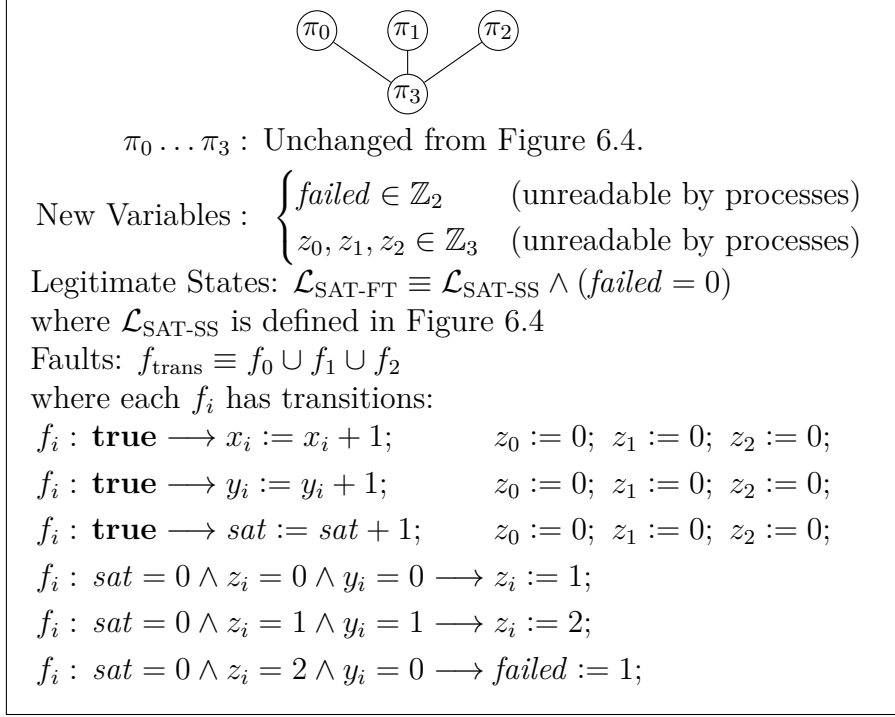 π₀ π₁ π₂
π₃
π₀ … π₃ : Unchanged from Figure 6.4.
New Variables : { failed ∈ ℤ₂ (unreadable by processes)
z₀, z₁, z₂ ∈ ℤ₃ (unreadable by processes)
Legitimate States: 𝓛_SAT-FT ≡ 𝓛_SAT-SS ∧ (failed = 0)
where 𝓛_SAT-SS is defined in Figure 6.4
Faults: f_trans ≡ f₀ ∪ f₁ ∪ f₂
where each fᵢ has transitions:
fᵢ : true ⟶ xᵢ := xᵢ + 1; z₀ := 0; z₁ := 0; z₂ := 0;
fᵢ : true ⟶ yᵢ := yᵢ + 1; z₀ := 0; z₁ := 0; z₂ := 0;
fᵢ : true ⟶ sat := sat + 1; z₀ := 0; z₁ := 0; z₂ := 0;
fᵢ : sat = 0 ∧ zᵢ = 0 ∧ yᵢ = 0 ⟶ zᵢ := 1;
fᵢ : sat = 0 ∧ zᵢ = 1 ∧ yᵢ = 1 ⟶ zᵢ := 2;
fᵢ : sat = 0 ∧ zᵢ = 2 ∧ yᵢ = 0 ⟶ failed := 1;